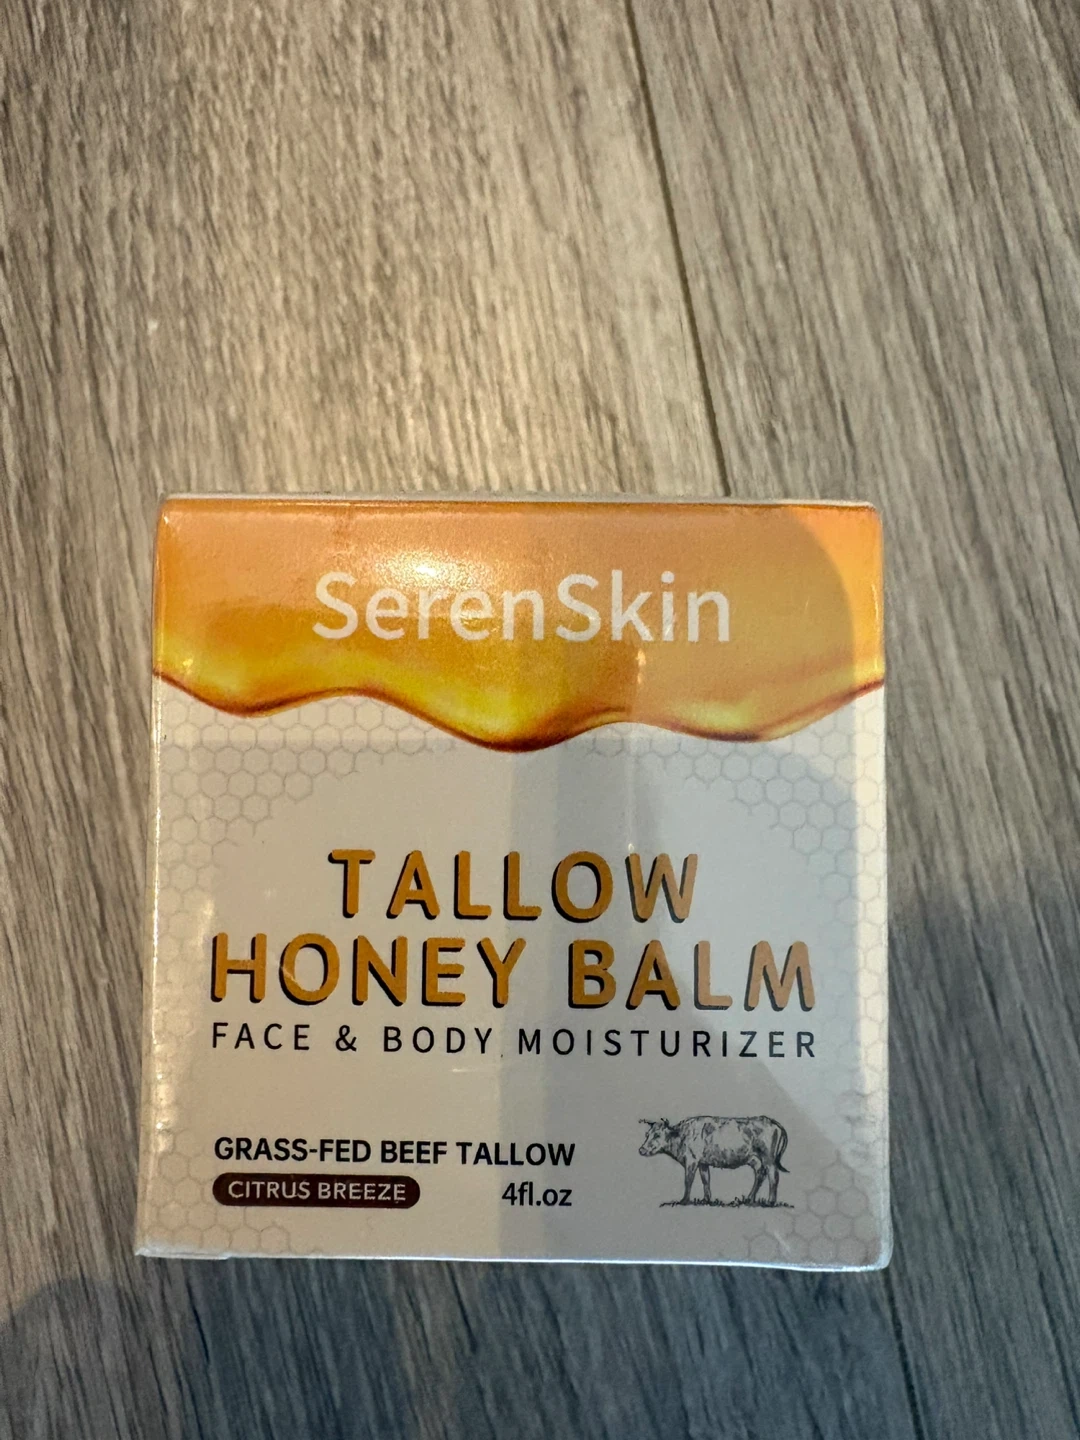 SerenSkin
TALLOW
HONEY BALM
FACE & BODY MOISTURIZER
GRASS-FED BEEF TALLOW
CITRUS BREEZE 4fl.oz